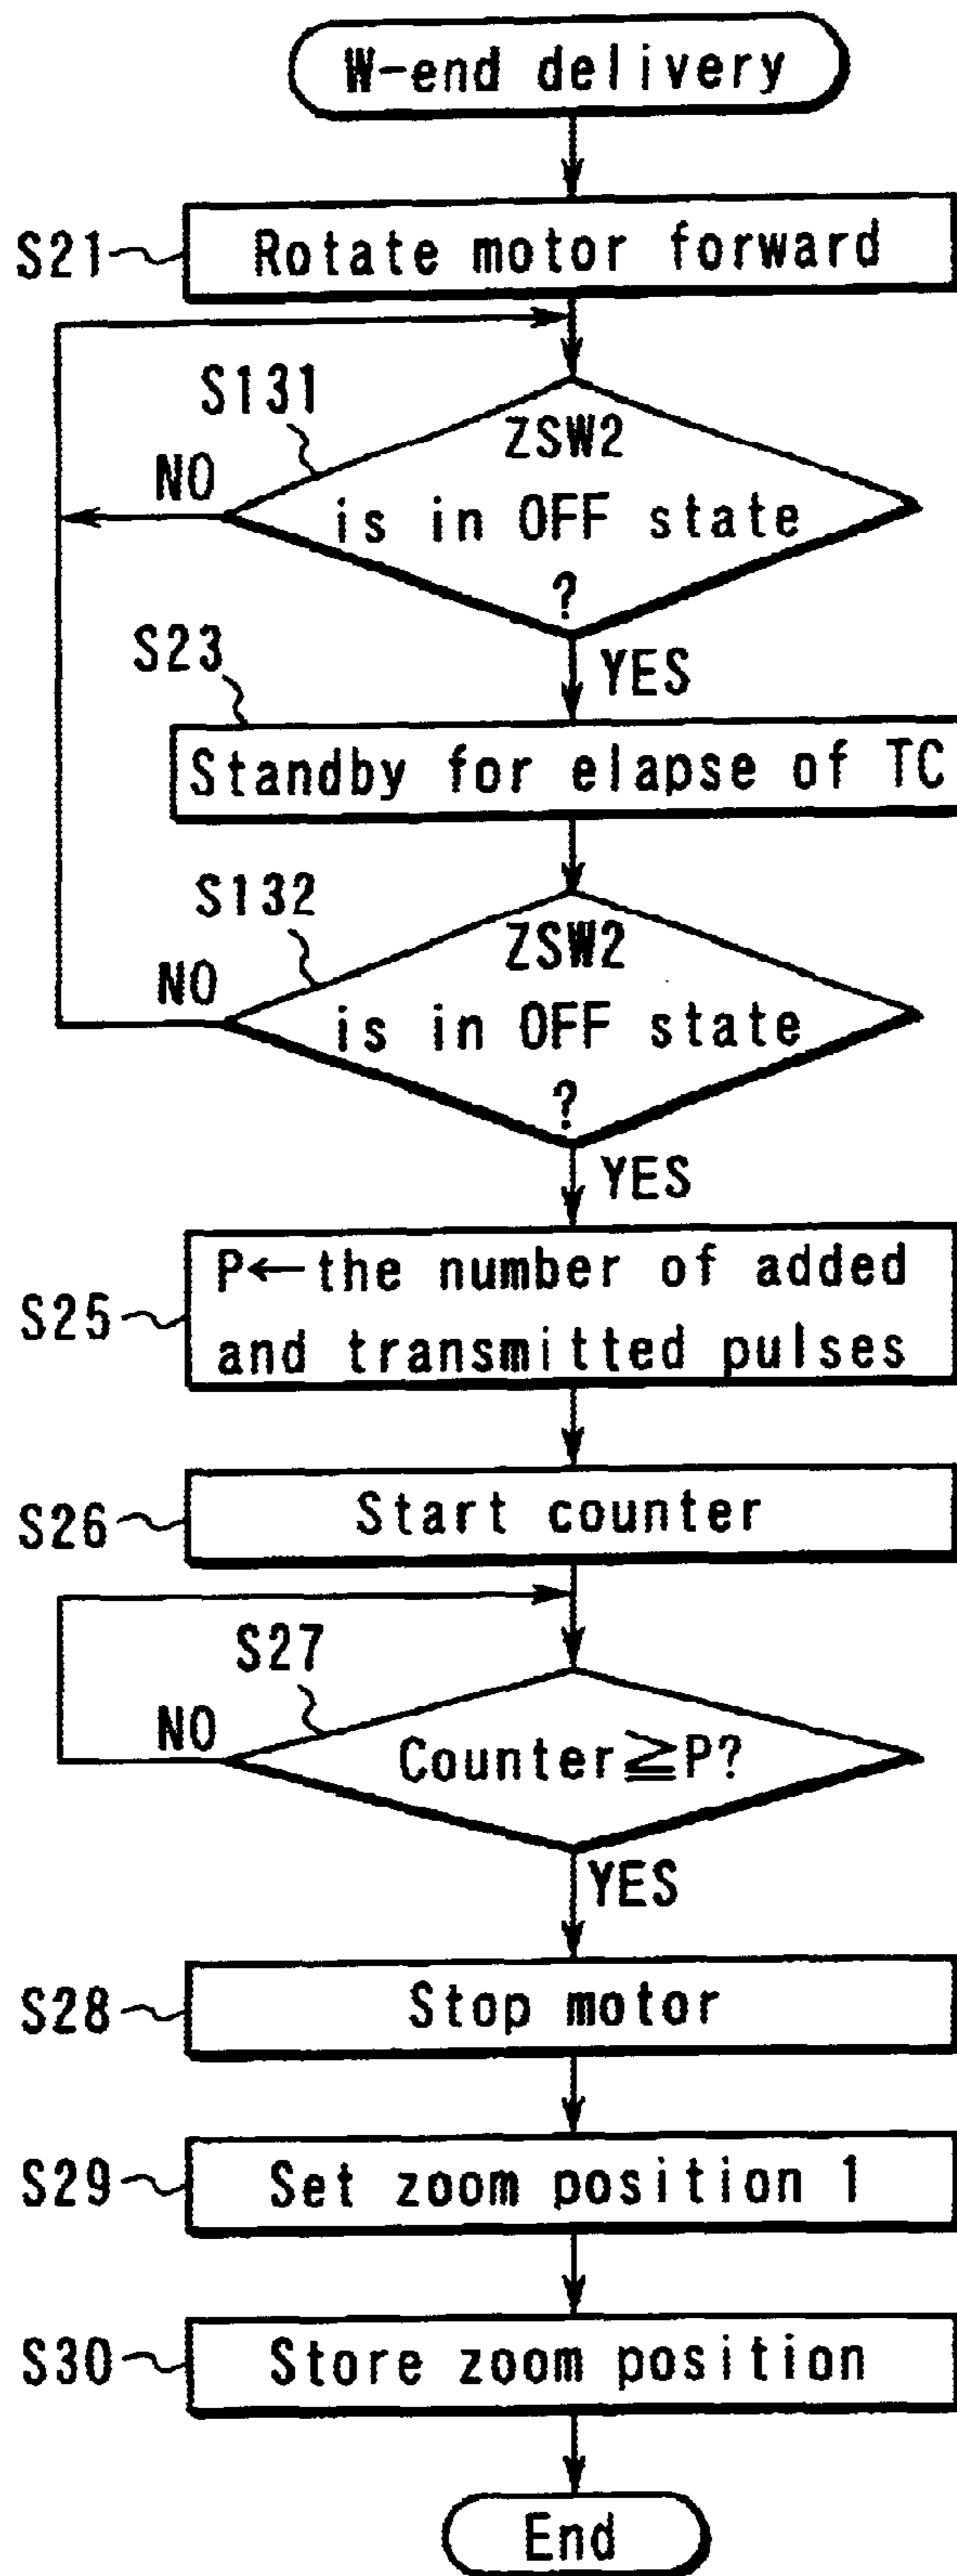 W-end delivery
S21
Rotate motor forward
S131
ZSW2
NO
is in OFF state
?
YES
S23
Standby for elapse of TC
S132
ZSW2
NO
is in OFF state
?
YES
P←the number of added
S25
and transmitted pulses
S26
Start counter
S27
NO
Counter≧P?
YES
S28
Stop motor
S29
Set zoom position 1
S30
Store zoom position
End